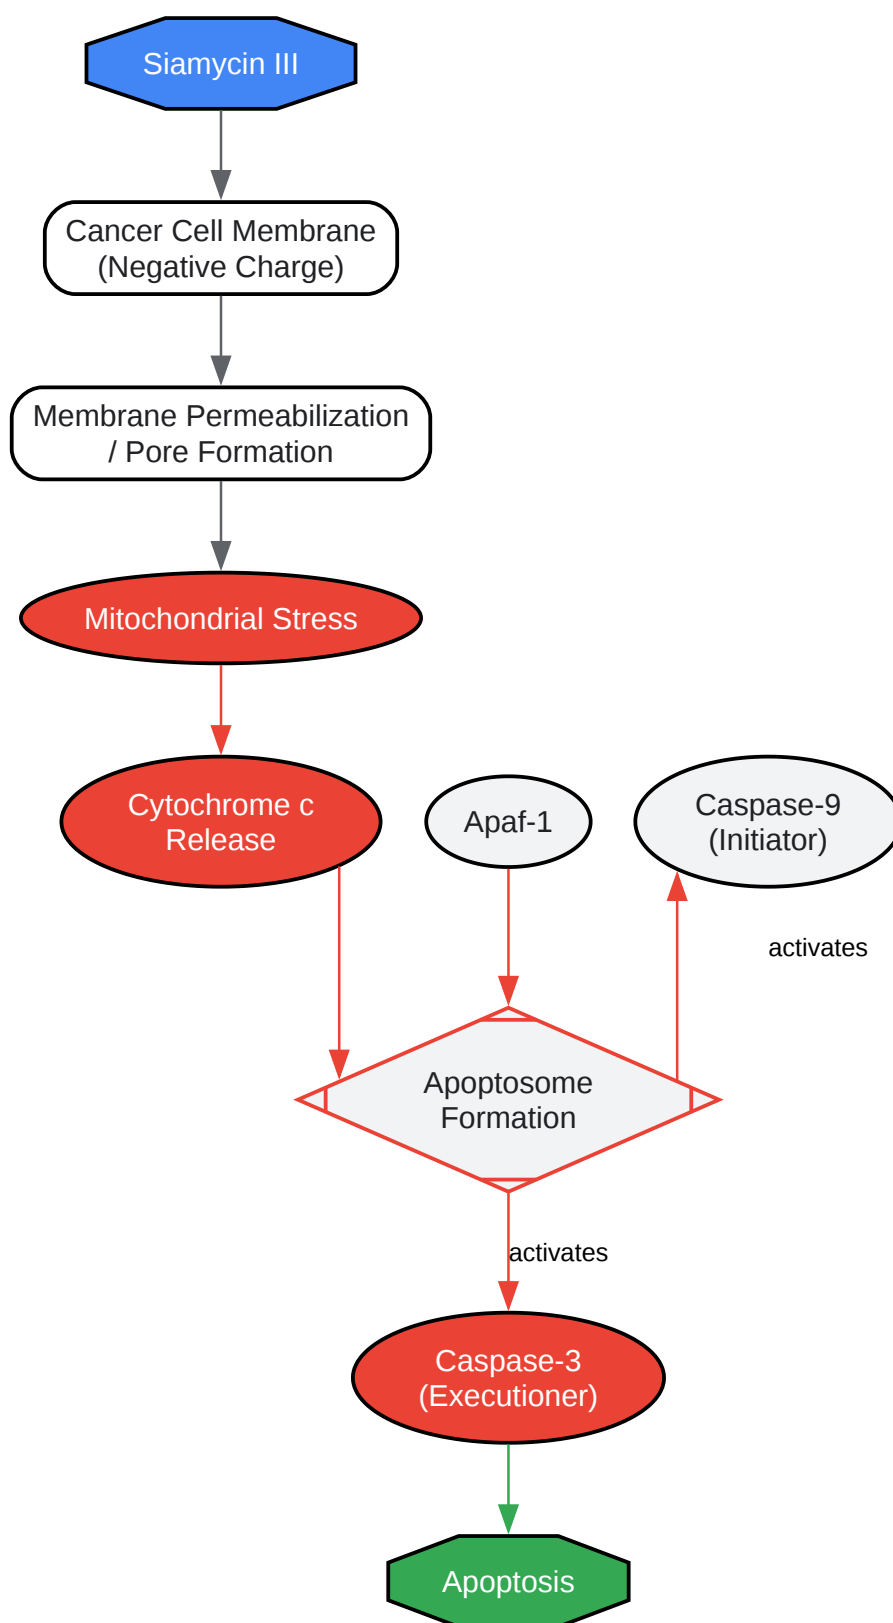 Siamycin III
Cancer Cell Membrane
(Negative Charge)
Membrane Permeabilization
/ Pore Formation
Mitochondrial Stress
Cytochrome c
Release
Apaf-1
Caspase-9
(Initiator)
activates
Apoptosome
Formation
activates
Caspase-3
(Executioner)
Apoptosis